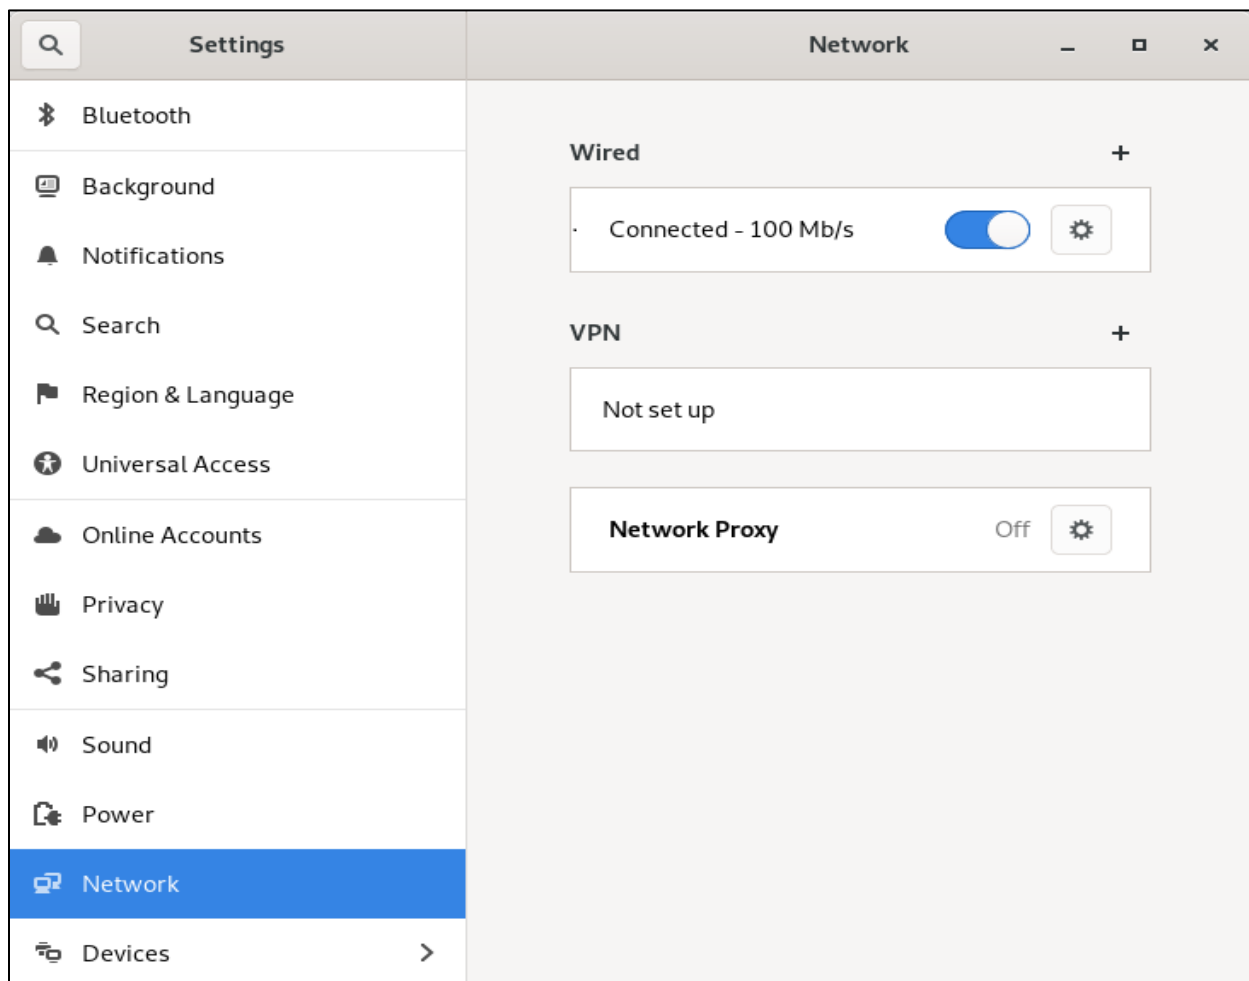 Settings
Network
Bluetooth
Background
Notifications
Search
Region & Language
Universal Access
Online Accounts
Privacy
Sharing
Sound
Power
Network
Devices
Wired
Connected - 100 Mb/s
VPN
Not set up
Network Proxy Off